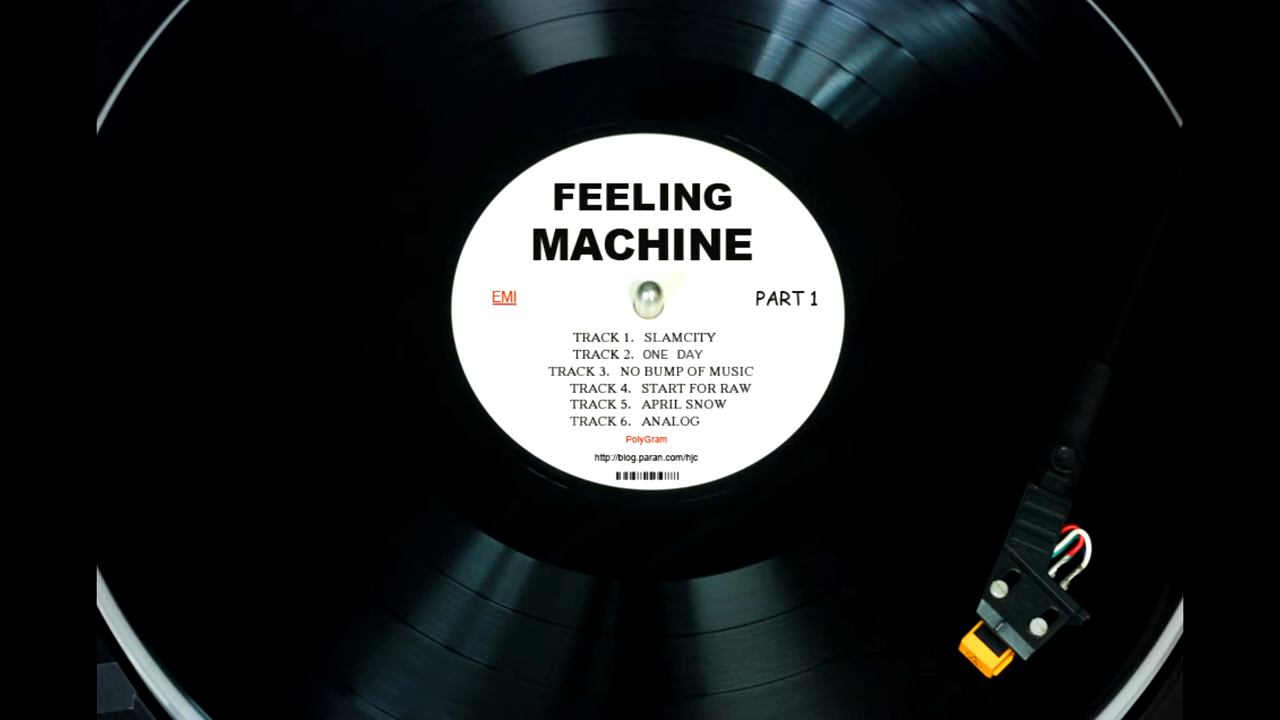 FEELING
MACHINE
EMI
PART 1
TRACK 1. SLAMCITY
TRACK 2. ONE DAY
TRACK 3. NO BUMP OF MUSIC
TRACK 4. START FOR RAW
TRACK 5. APRIL SNOW
TRACK 6. ANALOG
PolyGram
http://blog.paran.com/hjc